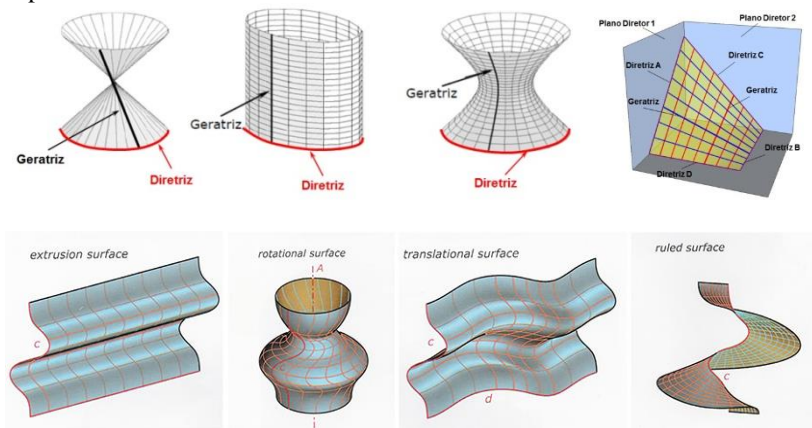 Geratriz
Diretriz
Geratriz
Diretriz
Geratriz
Diretriz
Plano Diretor 1
Plano Diretor 2
Diretriz A
Diretriz C
Geratriz
Geratriz
Diretriz B
Diretriz D
extrusion surface
c
rotational surface
A
c
translational surface
c
d
ruled surface
c